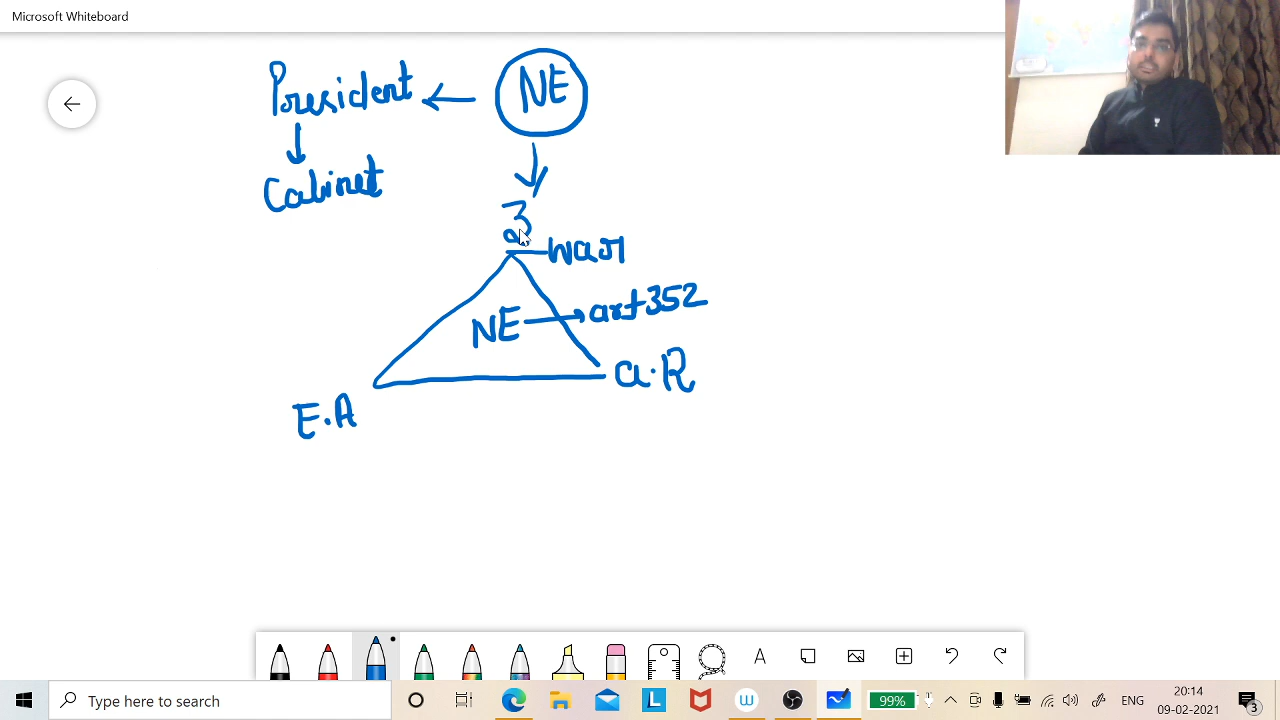 Microsoft Whiteboard
President ← NE
Cabinet
3
war
NE → art 352
E.A
a.R
A
Type here to search
99%
ENG
20:14
09-02-2021
3